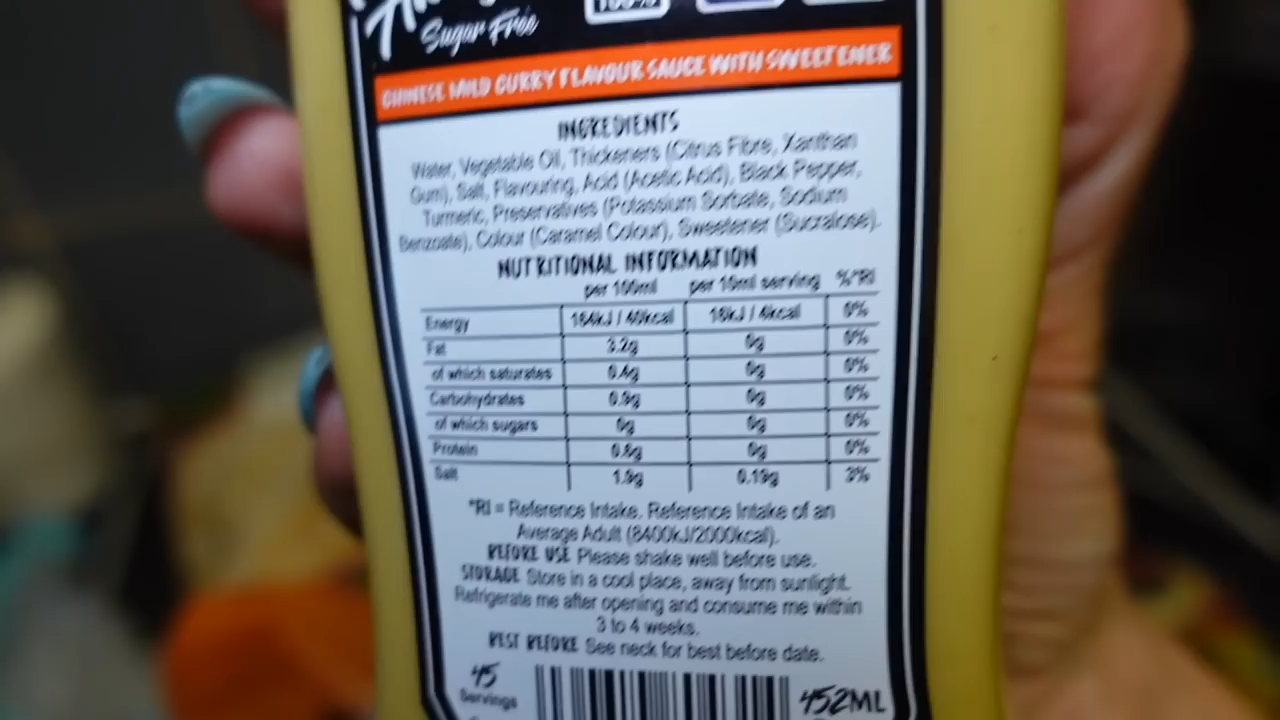 Sugar Free
100%
CHINESE MILD CURRY FLAVOUR SAUCE WITH SWEETENER
INGREDIENTS
Water, Vegetable Oil, Thickeners (Citrus Fibre, Xanthan
Gum), Salt, Flavouring, Acid (Acetic Acid), Black Pepper,
Turmeric, Preservatives (Potassium Sorbate, Sodium
Benzoate), Colour (Caramel Colour), Sweetener (Sucralose).
NUTRITIONAL INFORMATION
per 100ml per 10ml serving %*RI
Energy 164kJ / 40kcal 16kJ / 4kcal 0%
Fat 3.2g 0g 0%
of which saturates 0.4g 0g 0%
Carbohydrates 0.9g 0g 0%
of which sugars 0g 0g 0%
Protein 0.8g 0g 0%
Salt 1.9g 0.19g 3%
*RI = Reference Intake. Reference Intake of an
Average Adult (8400kJ/2000kcal).
BEFORE USE Please shake well before use.
STORAGE Store in a cool place, away from sunlight.
Refrigerate me after opening and consume me within
3 to 4 weeks.
BEST BEFORE See neck for best before date.
45
Servings
452ML